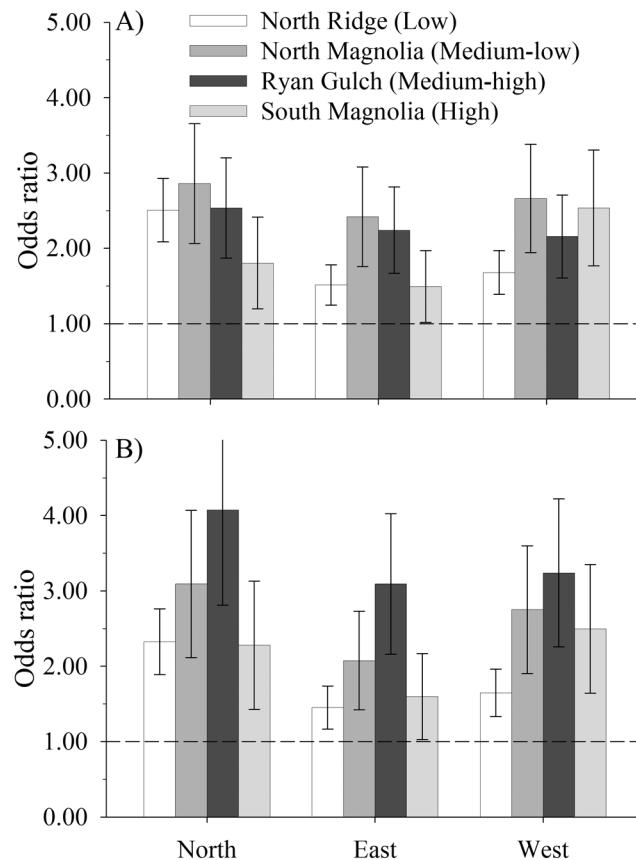 A)
North Ridge (Low)
North Magnolia (Medium-low)
Ryan Gulch (Medium-high)
South Magnolia (High)
5.00
4.00
3.00
2.00
1.00
0.00
Odds ratio
B)
5.00
4.00
3.00
2.00
1.00
0.00
Odds ratio
North East West